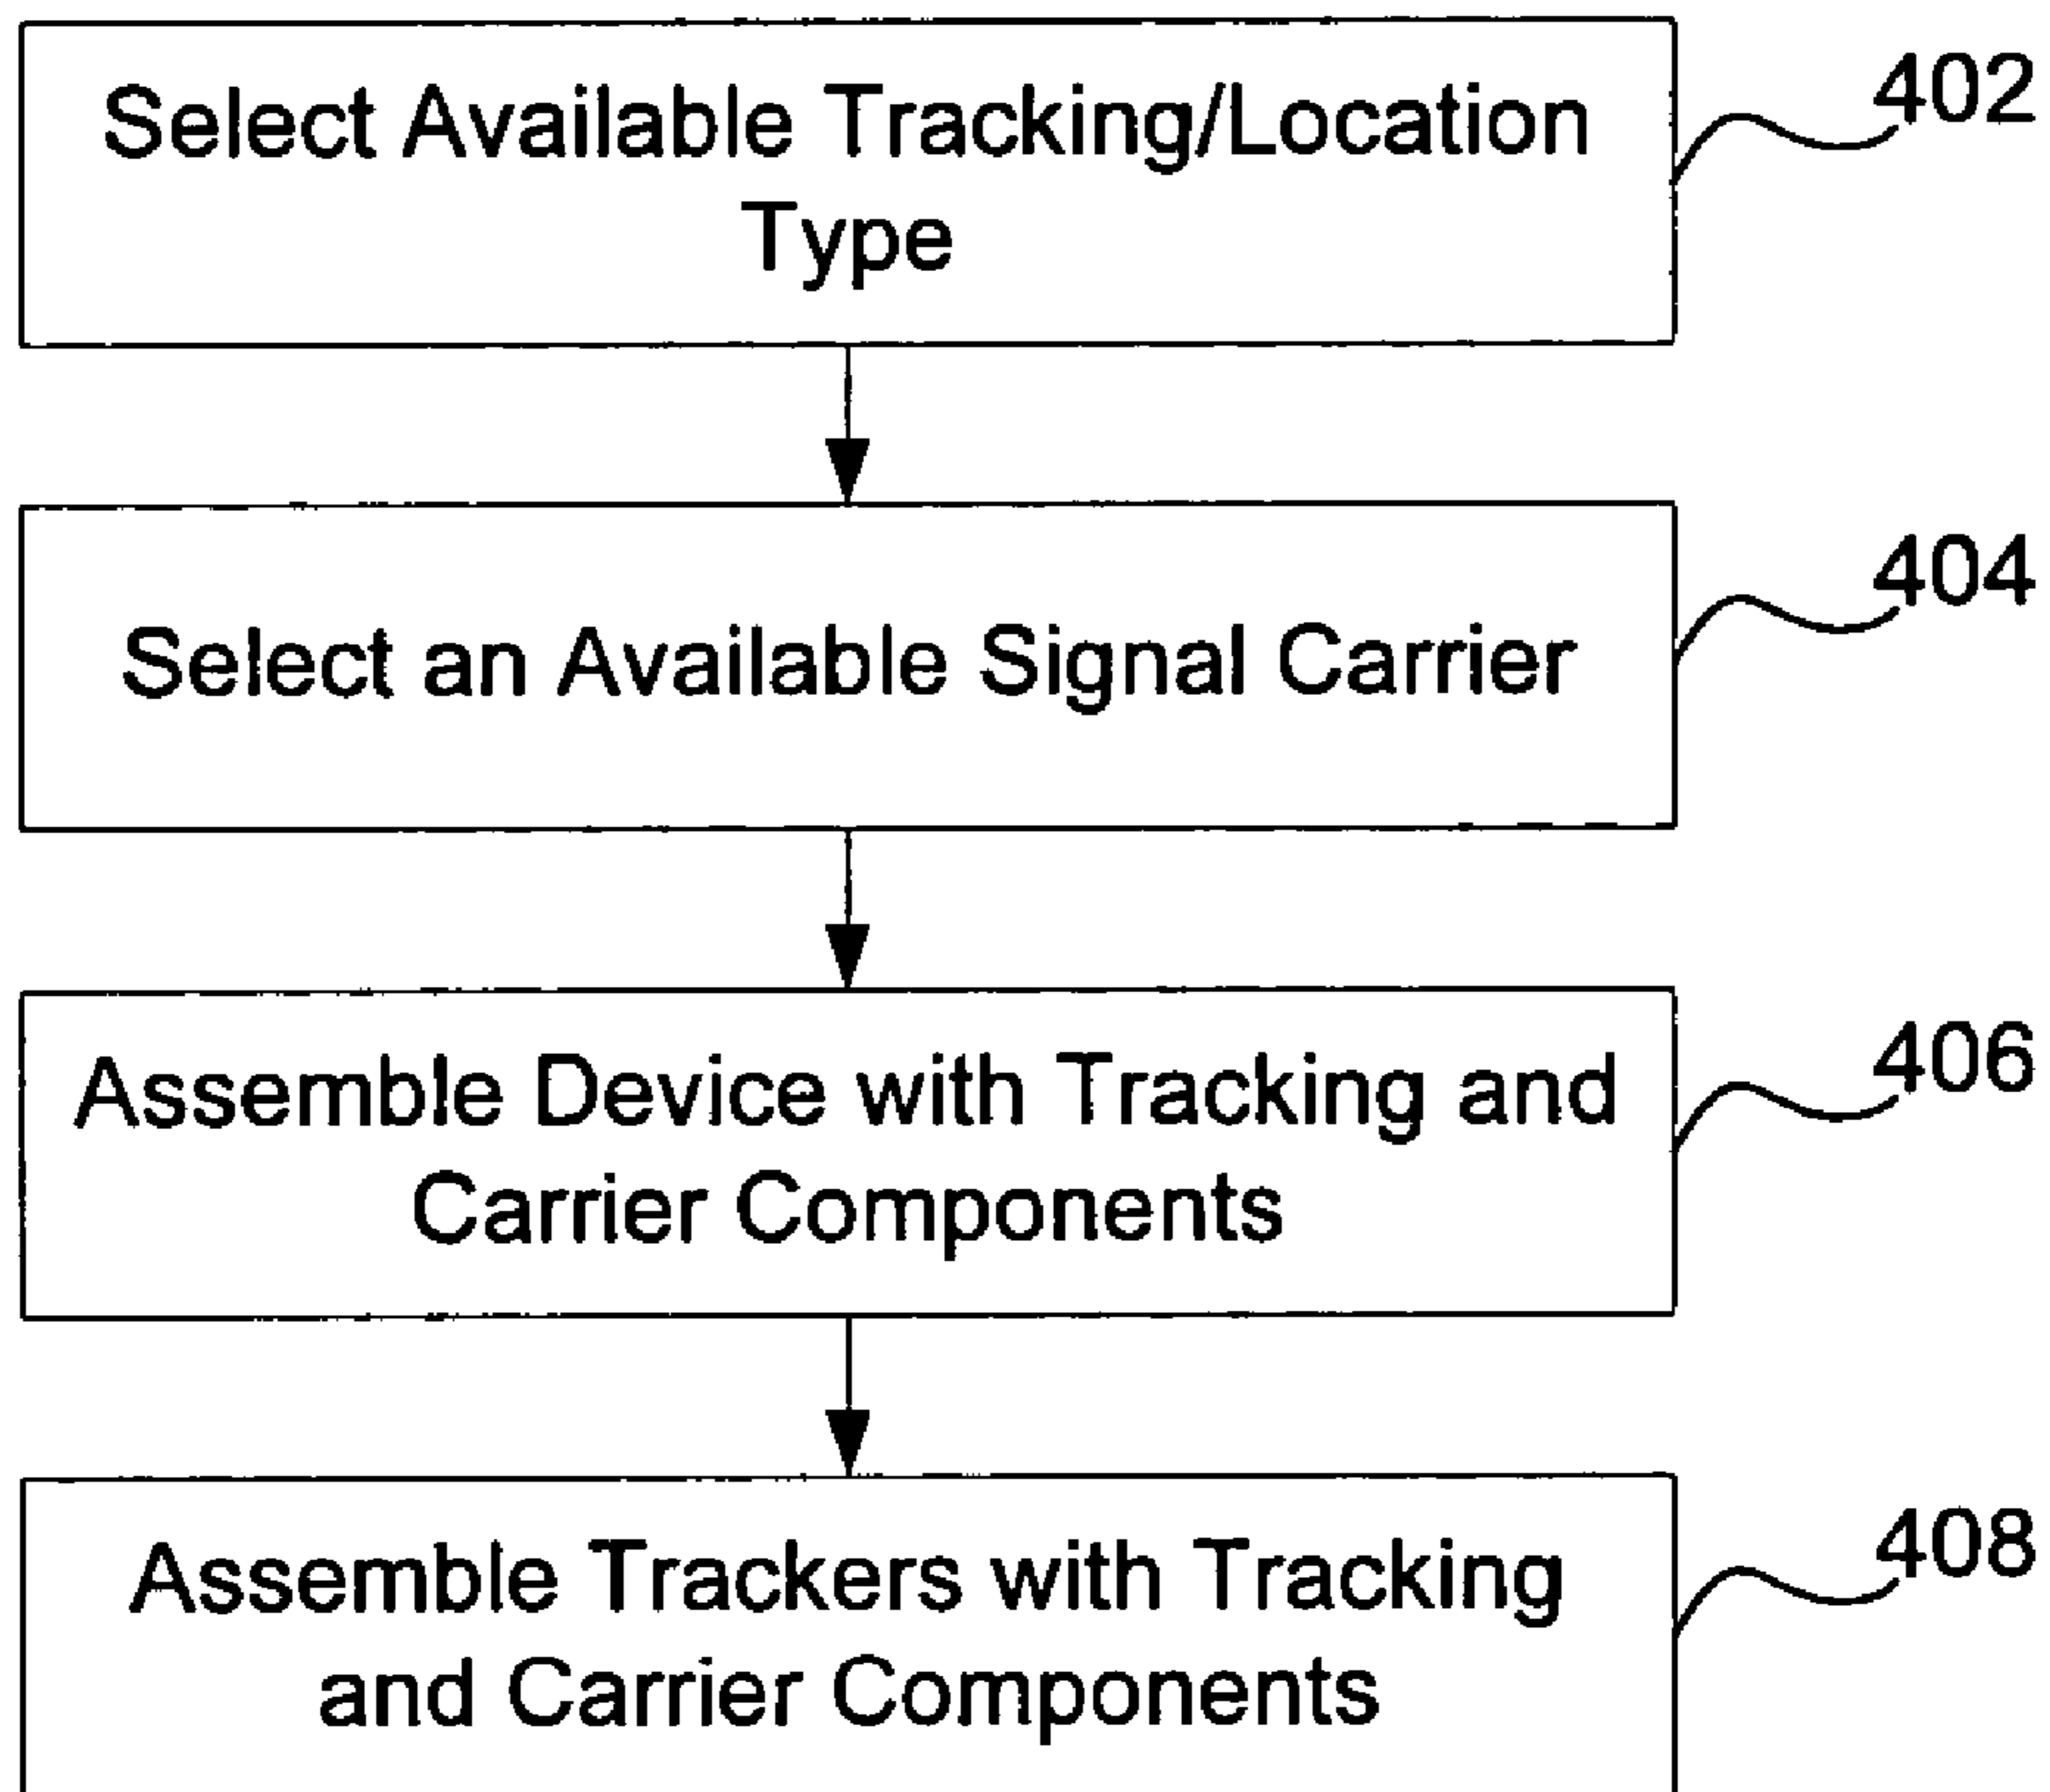 Select Available Tracking/Location
Type
402
Select an Available Signal Carrier
404
Assemble Device with Tracking and
Carrier Components
406
Assemble Trackers with Tracking
and Carrier Components
408